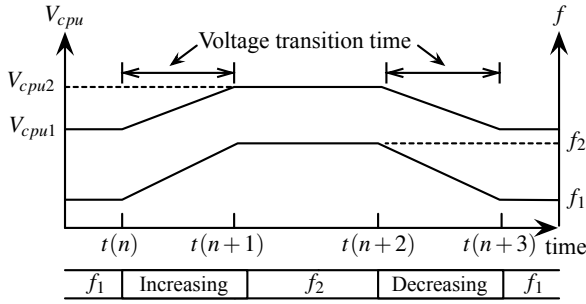 V_cpu
f
Voltage transition time
V_cpu2
V_cpu1
f_2
f_1
t(n)
t(n+1)
t(n+2)
t(n+3)
time
f_1
Increasing
f_2
Decreasing
f_1